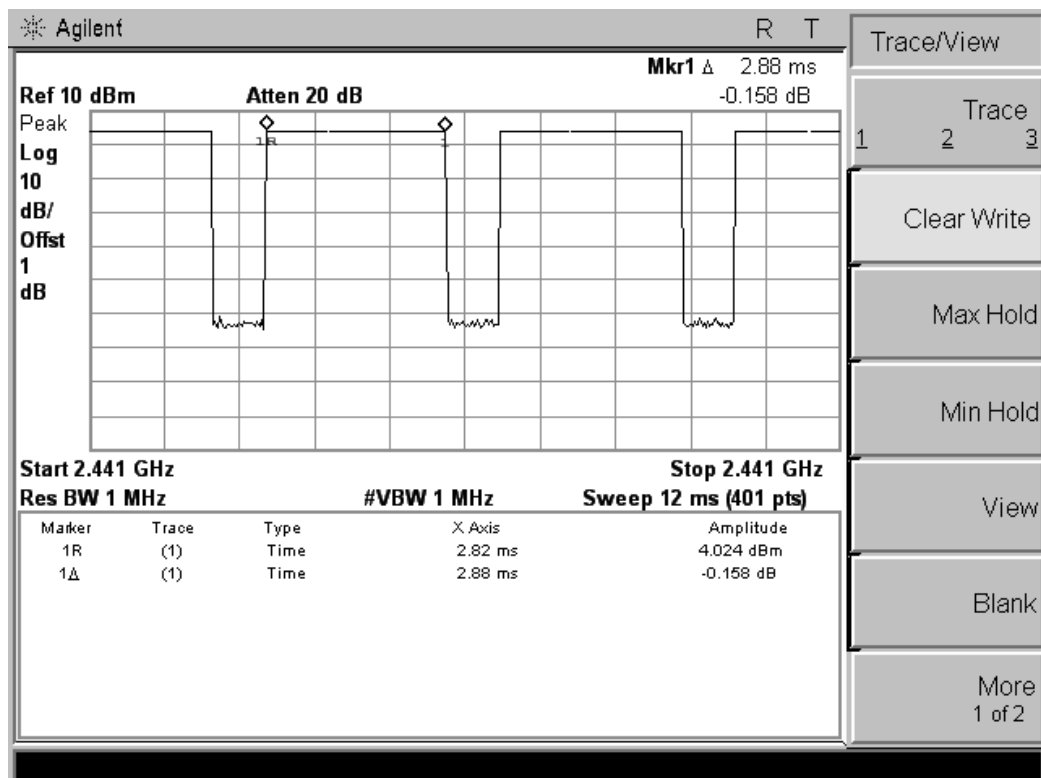 Agilent R T
Mkr1 Δ 2.88 ms
Ref 10 dBm Atten 20 dB -0.158 dB
Peak
Log
10
dB/
Offst
1
dB
1R
1
Start 2.441 GHz Stop 2.441 GHz
Res BW 1 MHz #VBW 1 MHz Sweep 12 ms (401 pts)
Marker Trace Type X Axis Amplitude
1R (1) Time 2.82 ms 4.024 dBm
1Δ (1) Time 2.88 ms -0.158 dB
Trace/View
Trace
1 2 3
Clear Write
Max Hold
Min Hold
View
Blank
More
1 of 2